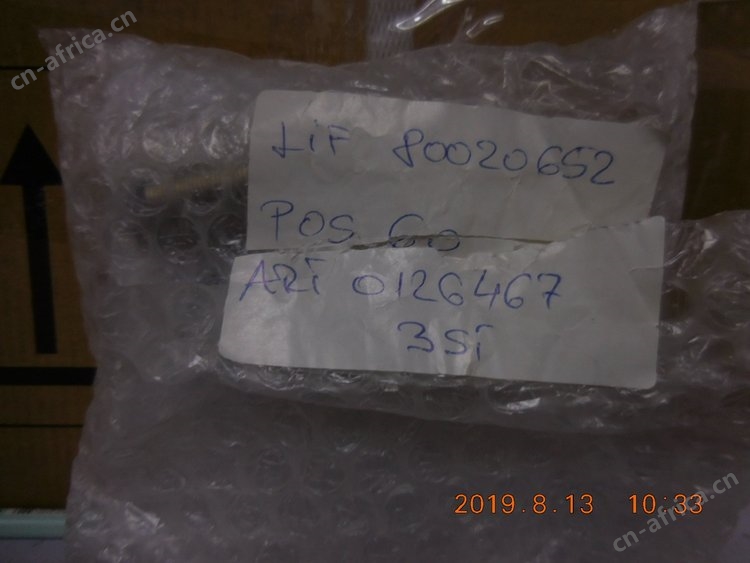 cn-africa.cn
LiF 80020652
POS 60
ARi 0126467
3Si
2019.8.13 10:33
cn-africa.cn